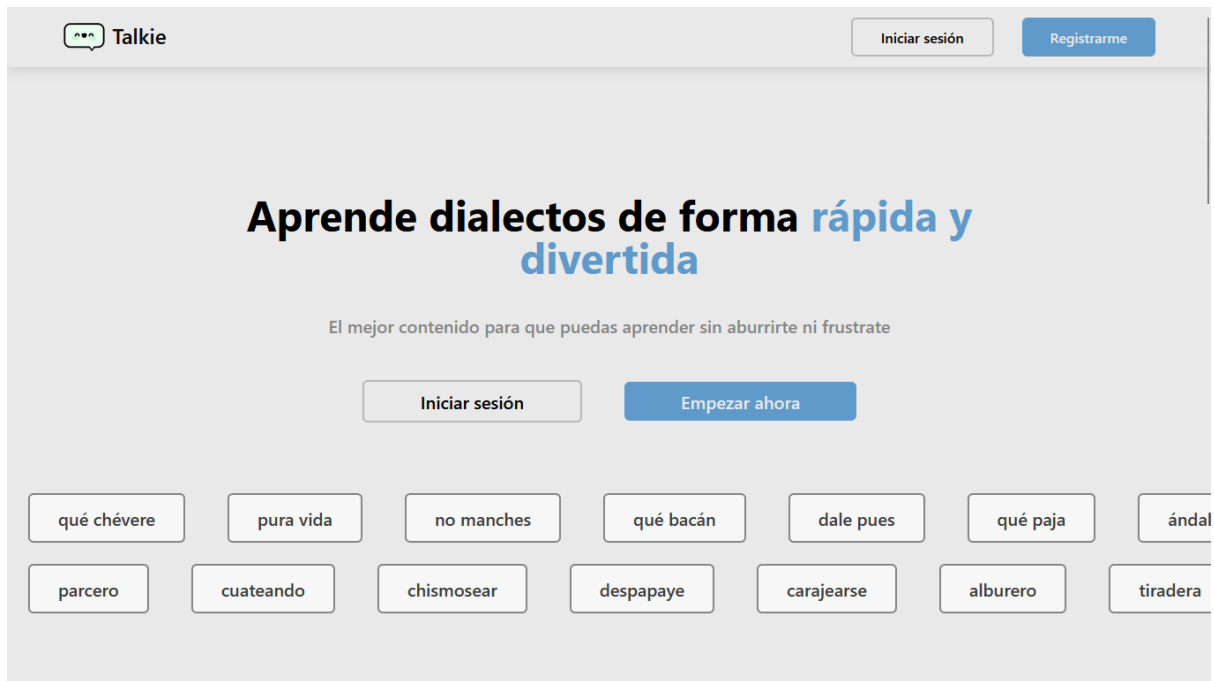 Talkie
Iniciar sesión
Registrarme
Aprende dialectos de forma rápida y
divertida
El mejor contenido para que puedas aprender sin aburrirte ni frustrate
Iniciar sesión
Empezar ahora
qué chévere
pura vida
no manches
qué bacán
dale pues
qué paja
ándal
parcero
cuateando
chismosear
despapaye
carajearse
alburero
tiradera